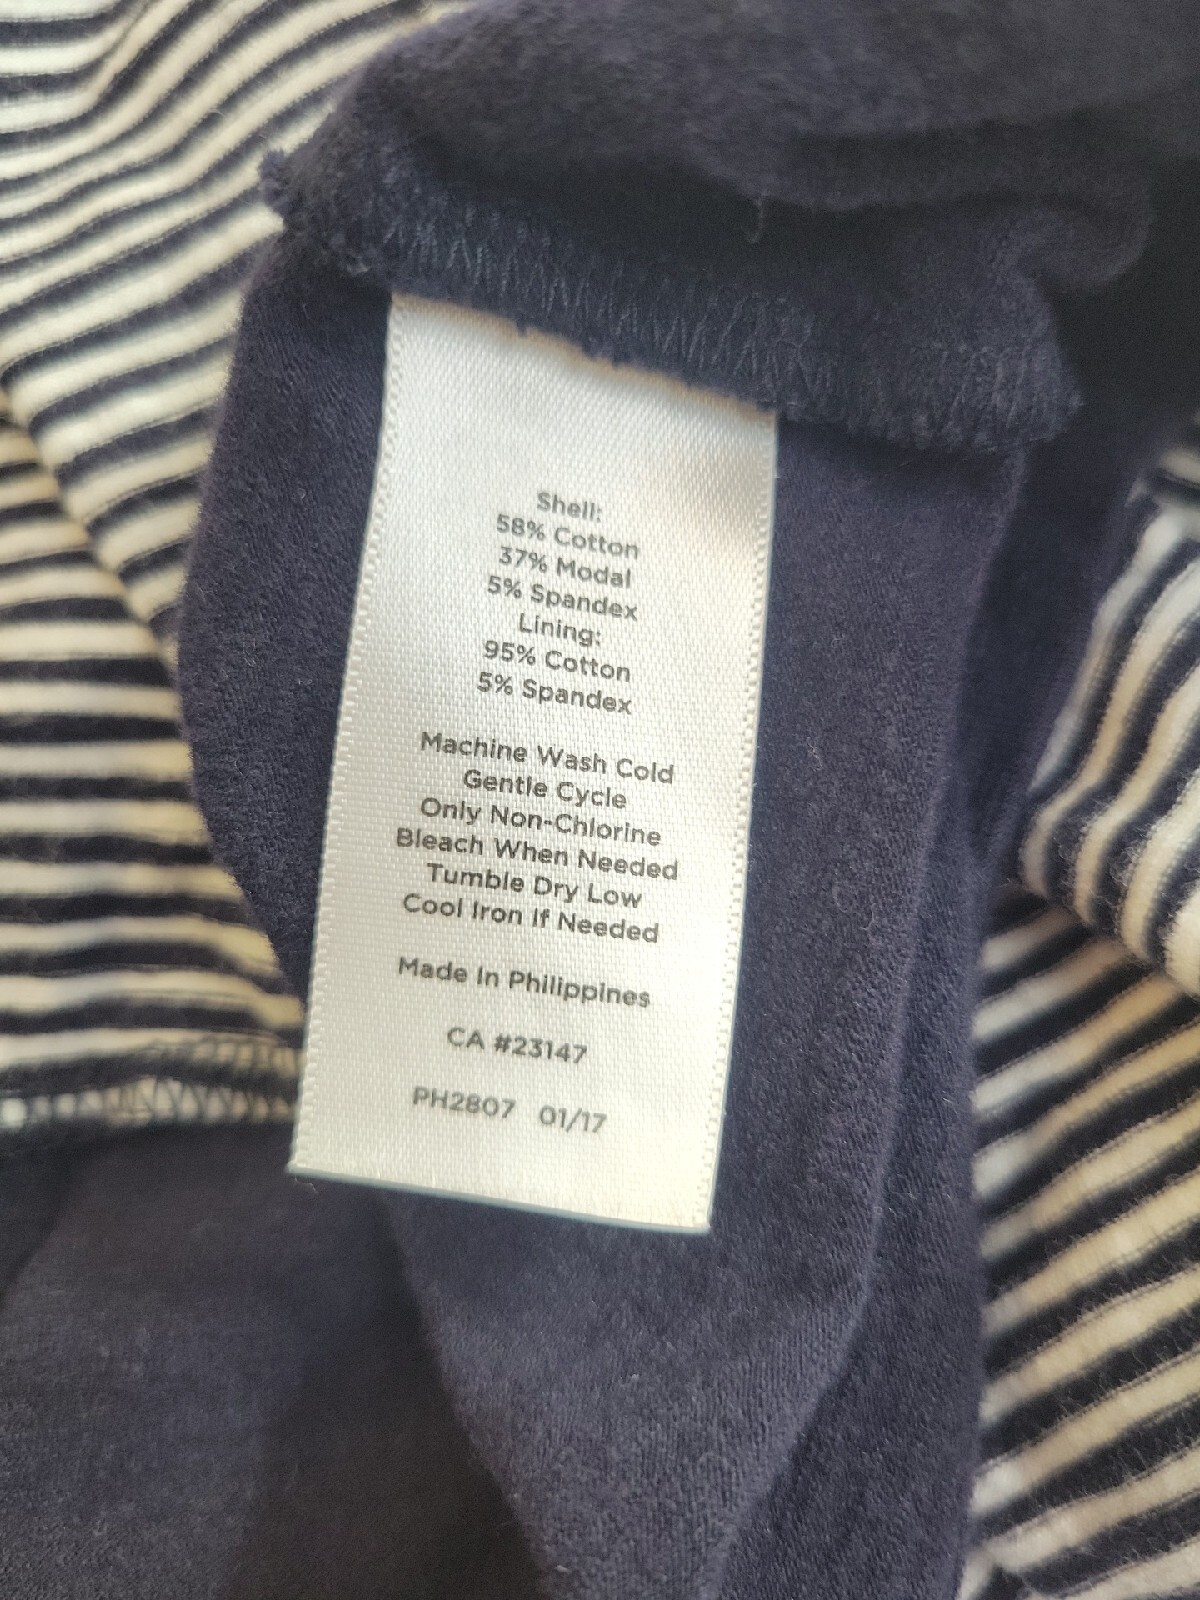 Shell:
58% Cotton
37% Modal
5% Spandex
Lining:
95% Cotton
5% Spandex
Machine Wash Cold
Gentle Cycle
Only Non-Chlorine
Bleach When Needed
Tumble Dry Low
Cool Iron If Needed
Made In Philippines
CA #23147
PH2807 01/17